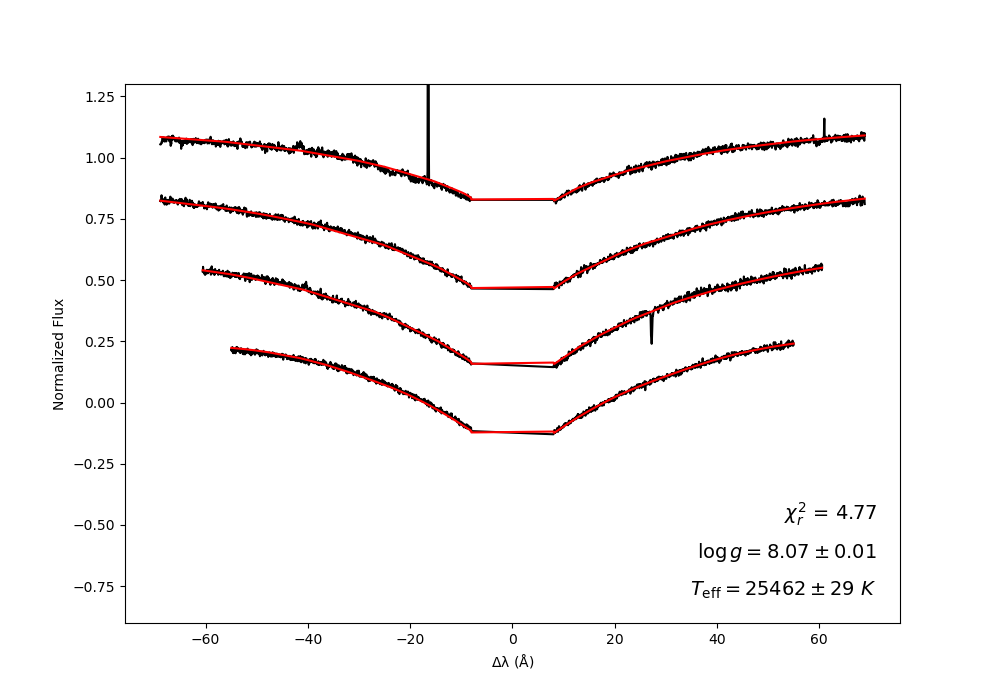 1.25
1.00
0.75
0.50
0.25
0.00
−0.25
−0.50
−0.75
Normalized Flux
χ²ᵣ = 4.77
log g = 8.07 ± 0.01
T_eff = 25462 ± 29 K
−60 −40 −20 0 20 40 60
Δλ (Å)